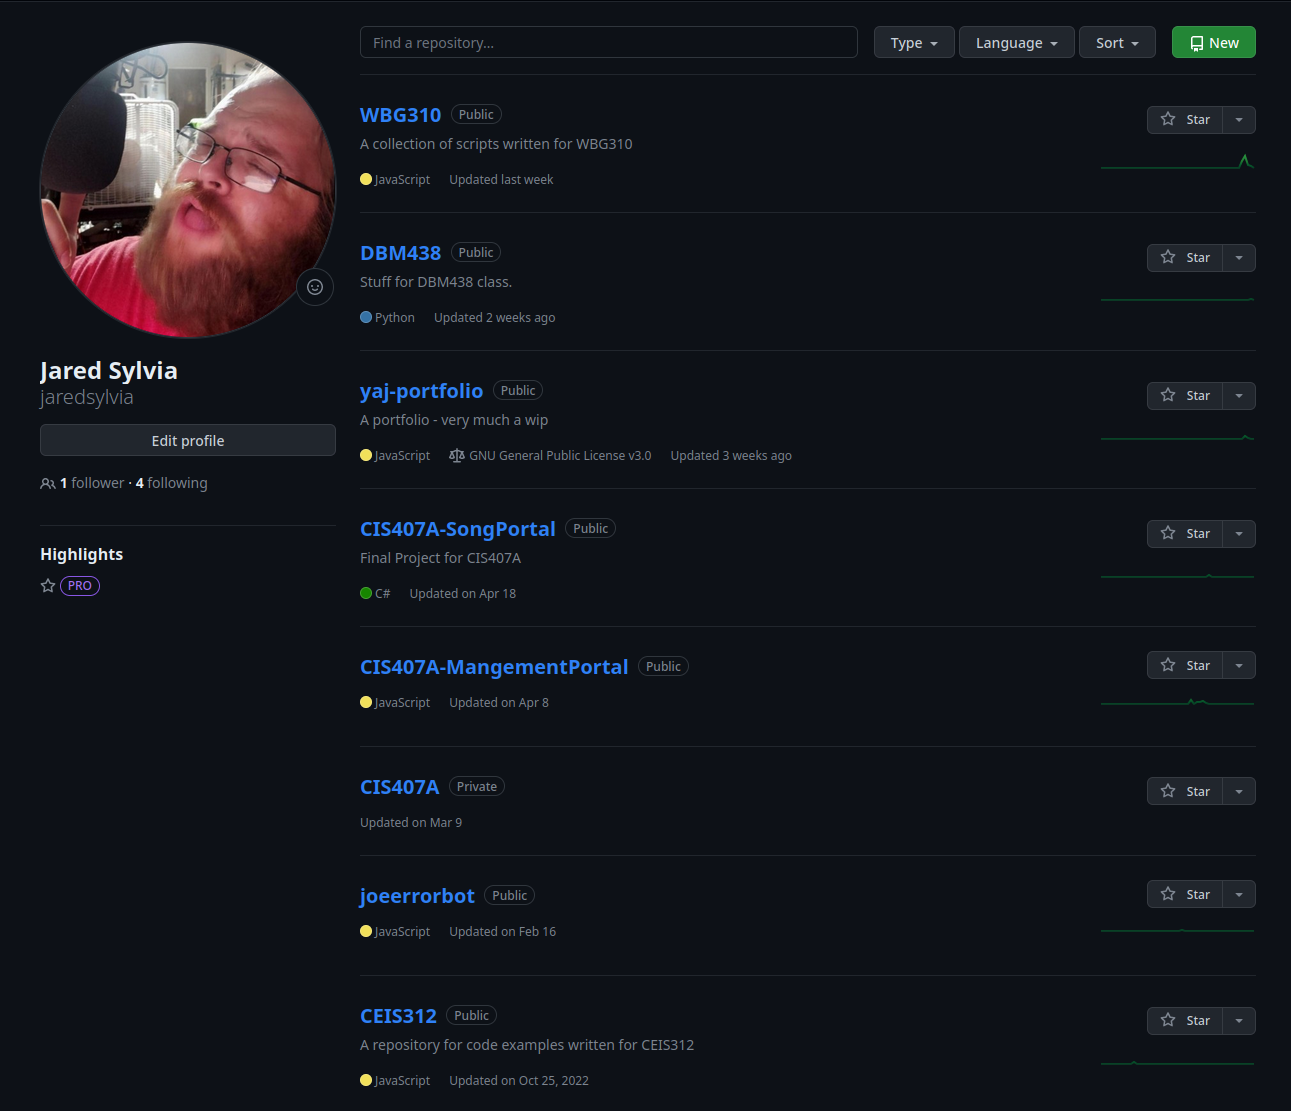 Find a repository...
Type
Language
Sort
New
Jared Sylvia
jaredsylvia
Edit profile
1 follower · 4 following
Highlights
PRO
WBG310 Public
Star
A collection of scripts written for WBG310
JavaScript Updated last week
DBM438 Public
Star
Stuff for DBM438 class.
Python Updated 2 weeks ago
yaj-portfolio Public
Star
A portfolio - very much a wip
JavaScript GNU General Public License v3.0 Updated 3 weeks ago
CIS407A-SongPortal Public
Star
Final Project for CIS407A
C# Updated on Apr 18
CIS407A-MangementPortal Public
Star
JavaScript Updated on Apr 8
CIS407A Private
Star
Updated on Mar 9
joeerrorbot Public
Star
JavaScript Updated on Feb 16
CEIS312 Public
Star
A repository for code examples written for CEIS312
JavaScript Updated on Oct 25, 2022